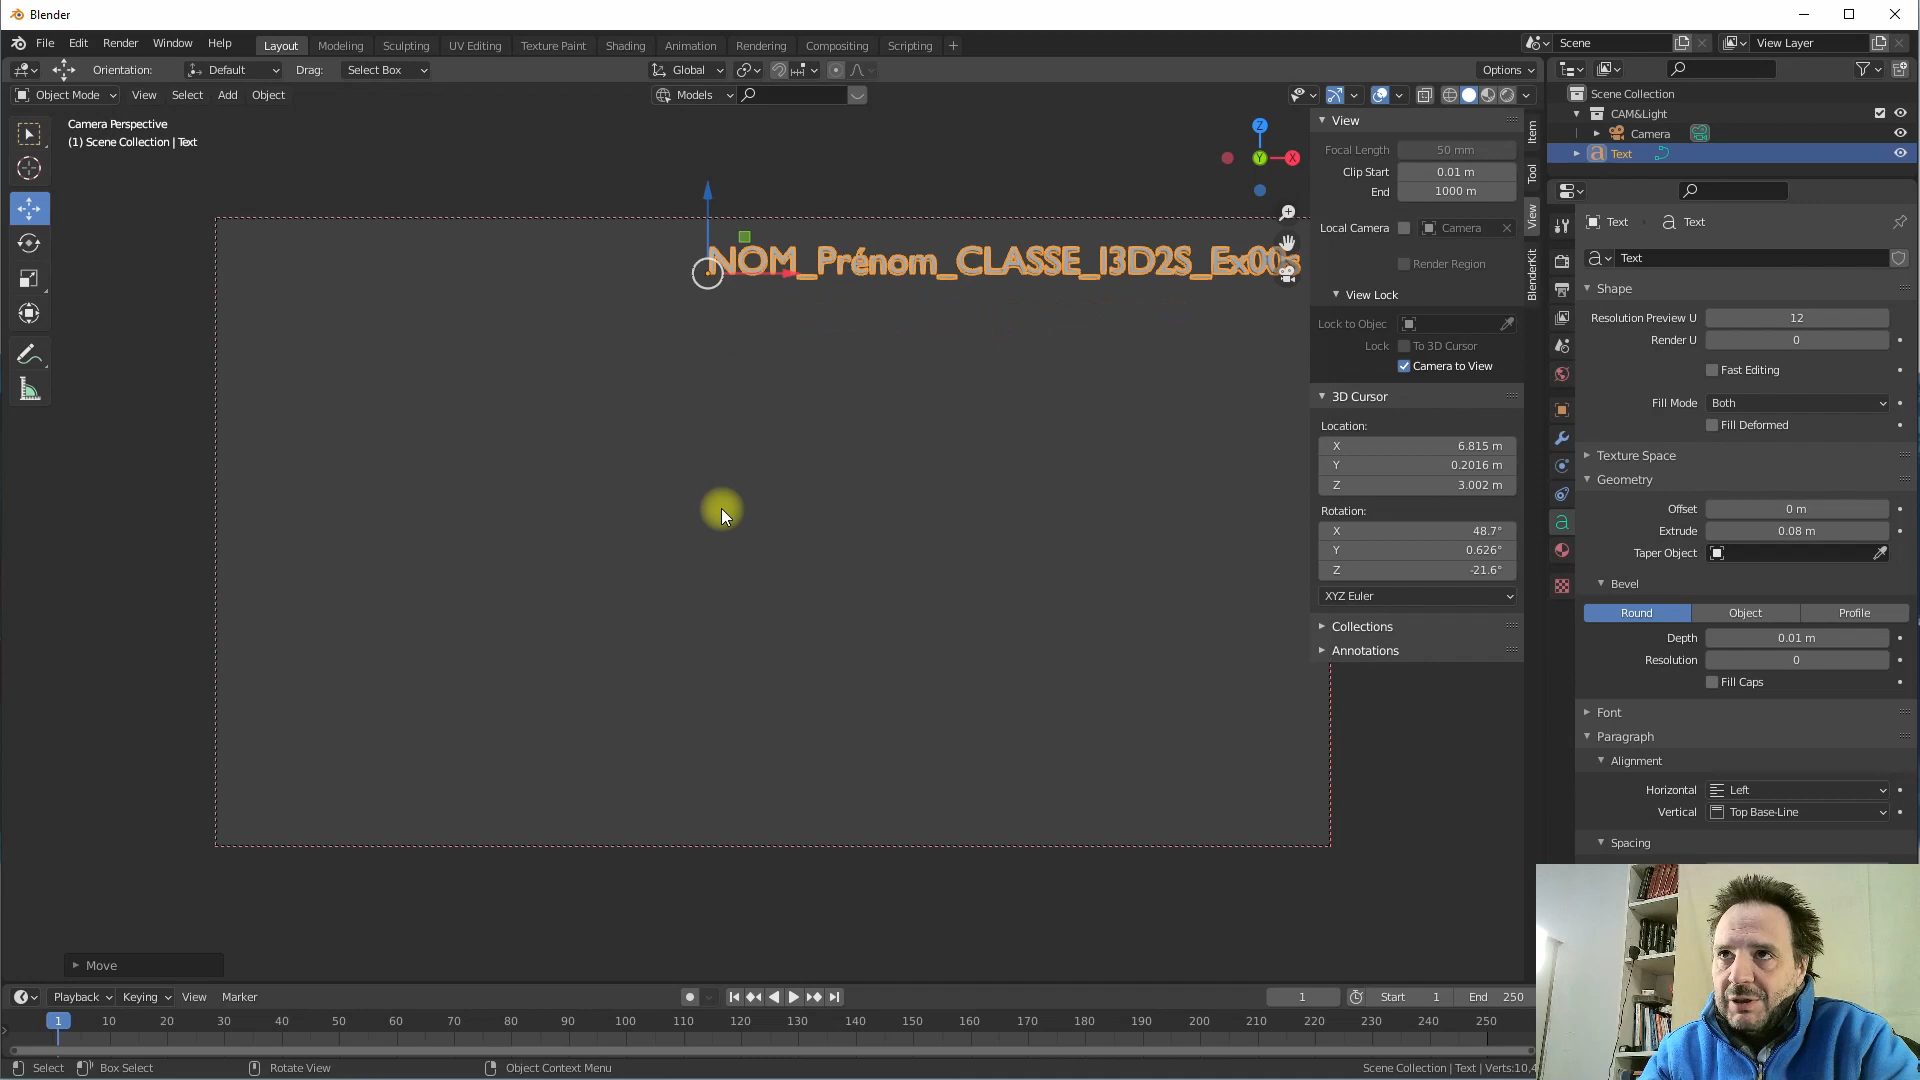 Blender
File Edit Render Window Help Layout Modeling Sculpting UV Editing Texture Paint Shading Animation Rendering Compositing Scripting + Scene View Layer
Orientation: Default Drag: Select Box Global Options
Object Mode View Select Add Object Models
Camera Perspective
(1) Scene Collection | Text
Z
Y
X
NOM_Prénom_CLASSE_I3D2S_Ex00s
View
Focal Length 50 mm
Clip Start 0.01 m
End 1000 m
Local Camera Camera
Render Region
View Lock
Lock to Objec
Lock To 3D Cursor
Camera to View
3D Cursor
Location:
X 6.815 m
Y 0.2016 m
Z 3.002 m
Rotation:
X 48.7°
Y 0.626°
Z -21.6°
XYZ Euler
Collections
Annotations
Item
Tool
View
BlenderKit
Scene Collection
CAM&Light
Camera
Text
Text Text
Text
Shape
Resolution Preview U 12
Render U 0
Fast Editing
Fill Mode Both
Fill Deformed
Texture Space
Geometry
Offset 0 m
Extrude 0.08 m
Taper Object
Bevel
Round Object Profile
Depth 0.01 m
Resolution 0
Fill Caps
Font
Paragraph
Alignment
Horizontal Left
Vertical Top Base-Line
Spacing
Move
Playback Keying View Marker 1 Start 1 End 250
1 10 20 30 40 50 60 70 80 90 100 110 120 130 140 150 160 170 180 190 200 210 220 230 240 250
Select Box Select Rotate View Object Context Menu Scene Collection | Text | Verts:10,4